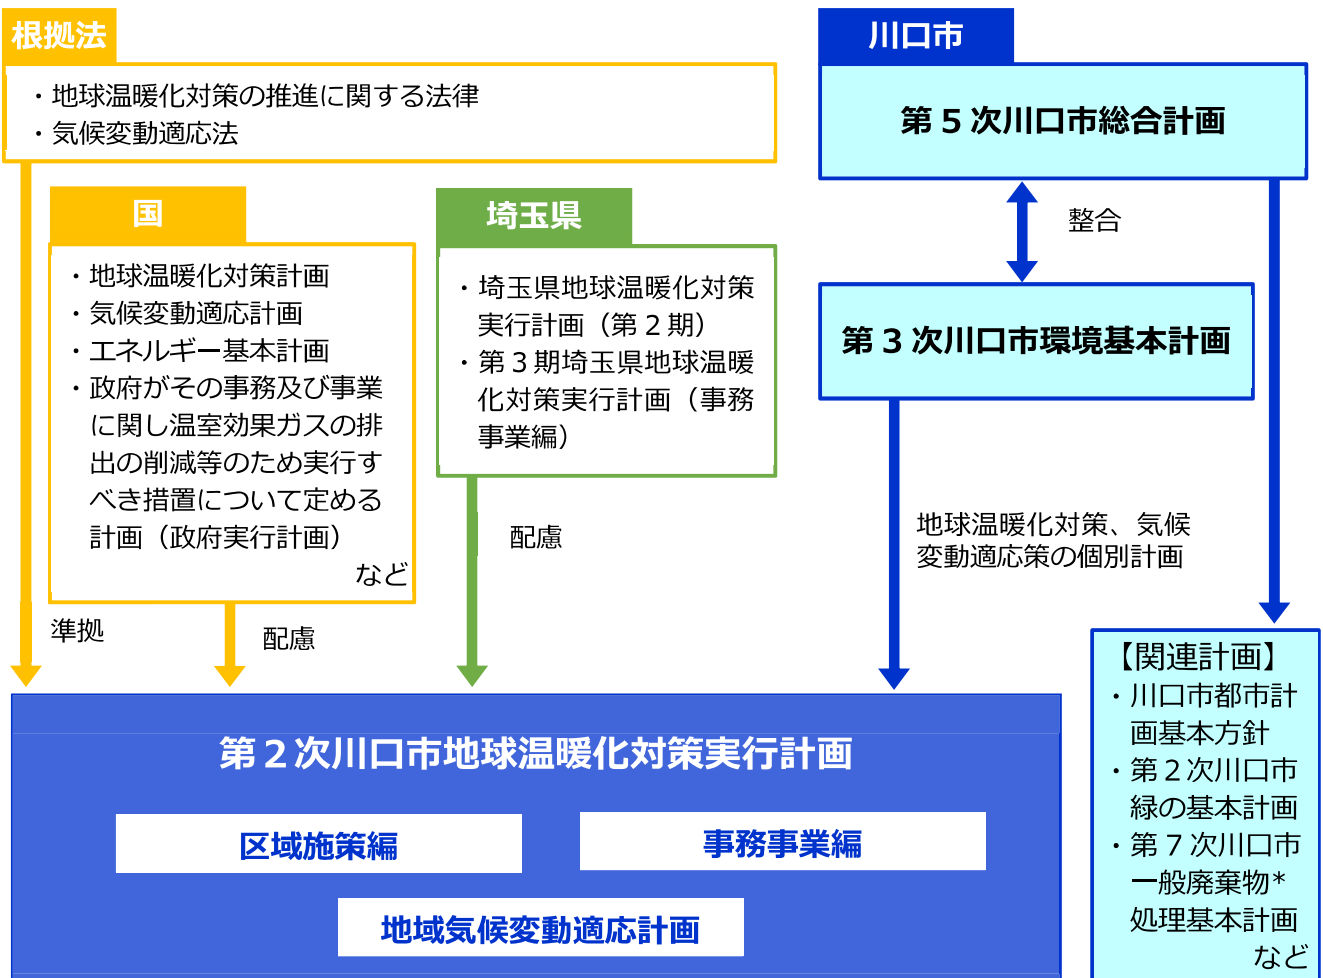 根拠法
・地球温暖化対策の推進に関する法律
・気候変動適応法
国
・地球温暖化対策計画
・気候変動適応計画
・エネルギー基本計画
・政府がその事務及び事業
に関し温室効果ガスの排
出の削減等のため実行す
べき措置について定める
計画（政府実行計画）
など
準拠
配慮
埼玉県
・埼玉県地球温暖化対策
実行計画（第２期）
・第３期埼玉県地球温暖
化対策実行計画（事務
事業編）
配慮
川口市
第５次川口市総合計画
整合
第３次川口市環境基本計画
地球温暖化対策、気候
変動適応策の個別計画
第２次川口市地球温暖化対策実行計画
区域施策編
事務事業編
地域気候変動適応計画
【関連計画】
・川口市都市計
画基本方針
・第２次川口市
緑の基本計画
・第７次川口市
一般廃棄物*
処理基本計画
など